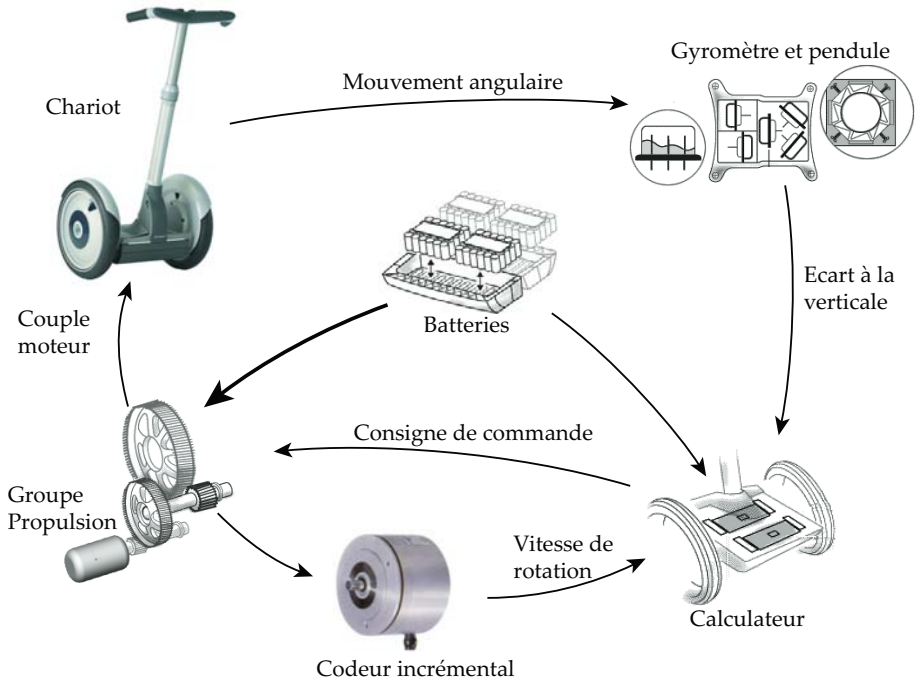 Gyromètre et pendule
Mouvement angulaire
Chariot
Ecart à la
verticale
Batteries
Couple
moteur
Consigne de commande
Groupe
Propulsion
Vitesse de
rotation
Calculateur
Codeur incrémental